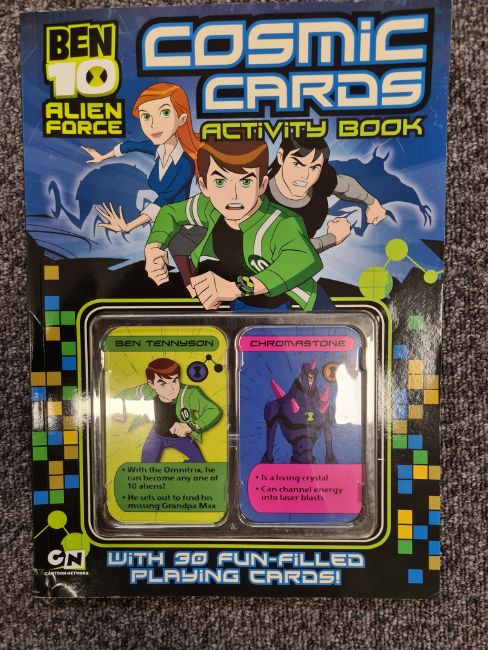 BEN
10
ALIEN
FORCE
COSMIC
CARDS
ACTIVITY BOOK
10
BEN TENNYSON
• With the Omnitrix, he
can become any one of
10 aliens!
• He sets out to find his
missing Grandpa Max
CHROMASTONE
• Is a living crystal
• Can channel energy
into laser blasts
CN
CARTOON NETWORK
WITH 30 FUN-FILLED
PLAYING CARDS!